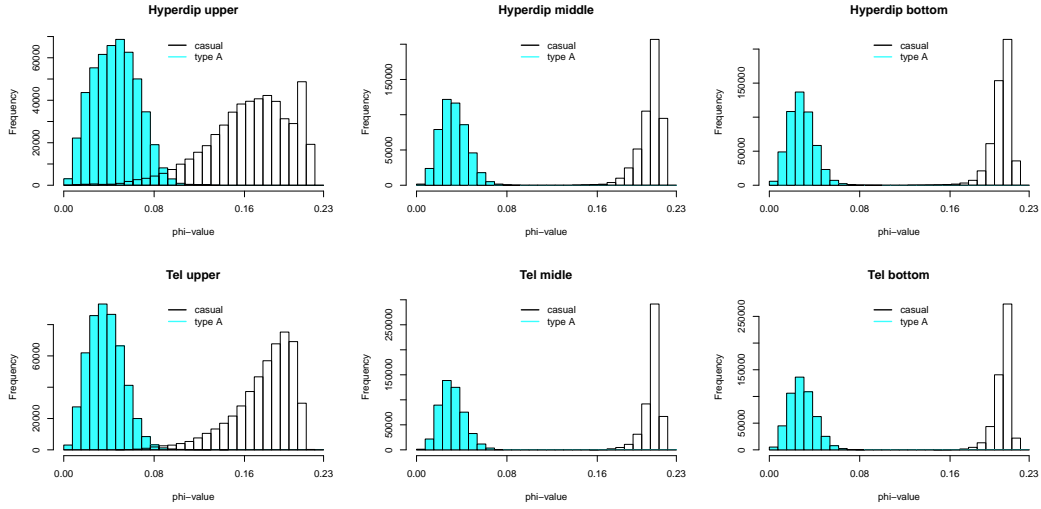 Hyperdip upper
casual
type A
Frequency
0 20000 40000 60000
0.00 0.08 0.16 0.23
phi−value
Hyperdip middle
casual
type A
Frequency
0 50000 150000
0.00 0.08 0.16 0.23
phi−value
Hyperdip bottom
casual
type A
Frequency
0 50000 150000
0.00 0.08 0.16 0.23
phi−value
Tel upper
casual
type A
Frequency
0 20000 60000
0.00 0.08 0.16 0.23
phi−value
Tel midle
casual
type A
Frequency
0 50000 150000 250000
0.00 0.08 0.16 0.23
phi−value
Tel bottom
casual
type A
Frequency
0 50000 150000 250000
0.00 0.08 0.16 0.23
phi−value